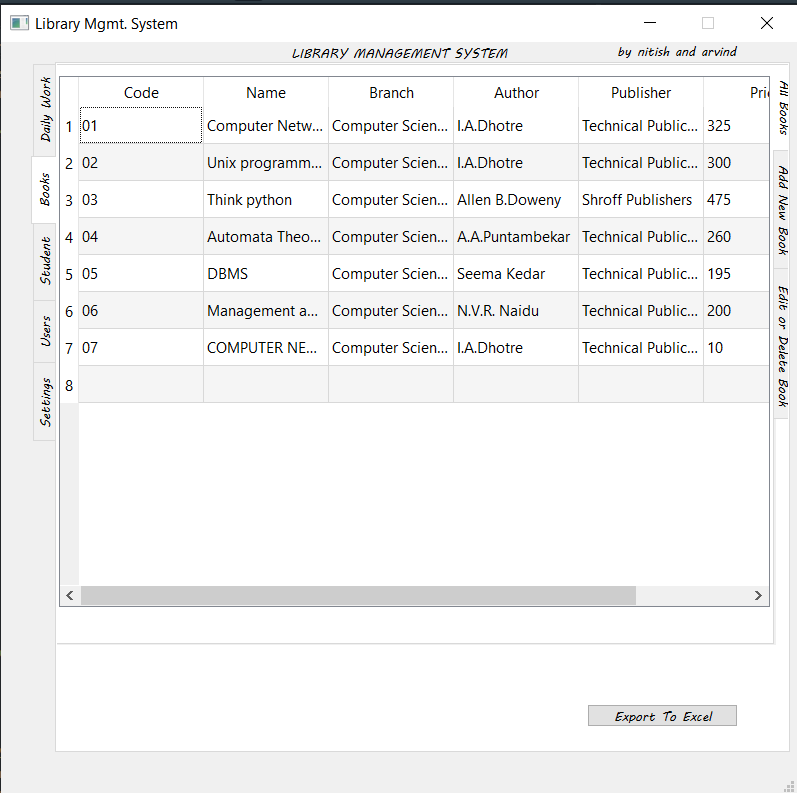 Library Mgmt. System
LIBRARY MANAGEMENT SYSTEM by nitish and arvind
Daily Work
Books
Student
Users
Settings
Code Name Branch Author Publisher Pric
1 01 Computer Netw... Computer Scien... I.A.Dhotre Technical Public... 325
2 02 Unix programm... Computer Scien... I.A.Dhotre Technical Public... 300
3 03 Think python Computer Scien... Allen B.Doweny Shroff Publishers 475
4 04 Automata Theo... Computer Scien... A.A.Puntambekar Technical Public... 260
5 05 DBMS Computer Scien... Seema Kedar Technical Public... 195
6 06 Management a... Computer Scien... N.V.R. Naidu Technical Public... 200
7 07 COMPUTER NE... Computer Scien... I.A.Dhotre Technical Public... 10
8
All Books
Add New Book
Edit or Delete Book
Export To Excel